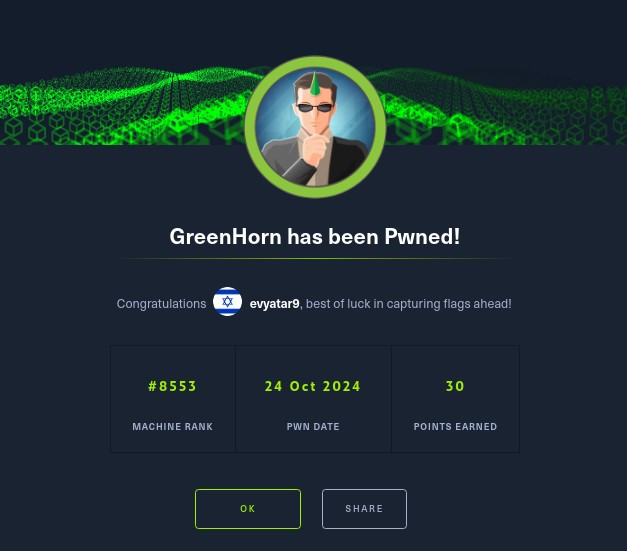 GreenHorn has been Pwned!
Congratulations evyatar9, best of luck in capturing flags ahead!
#8553 24 Oct 2024 30
MACHINE RANK PWN DATE POINTS EARNED
OK SHARE